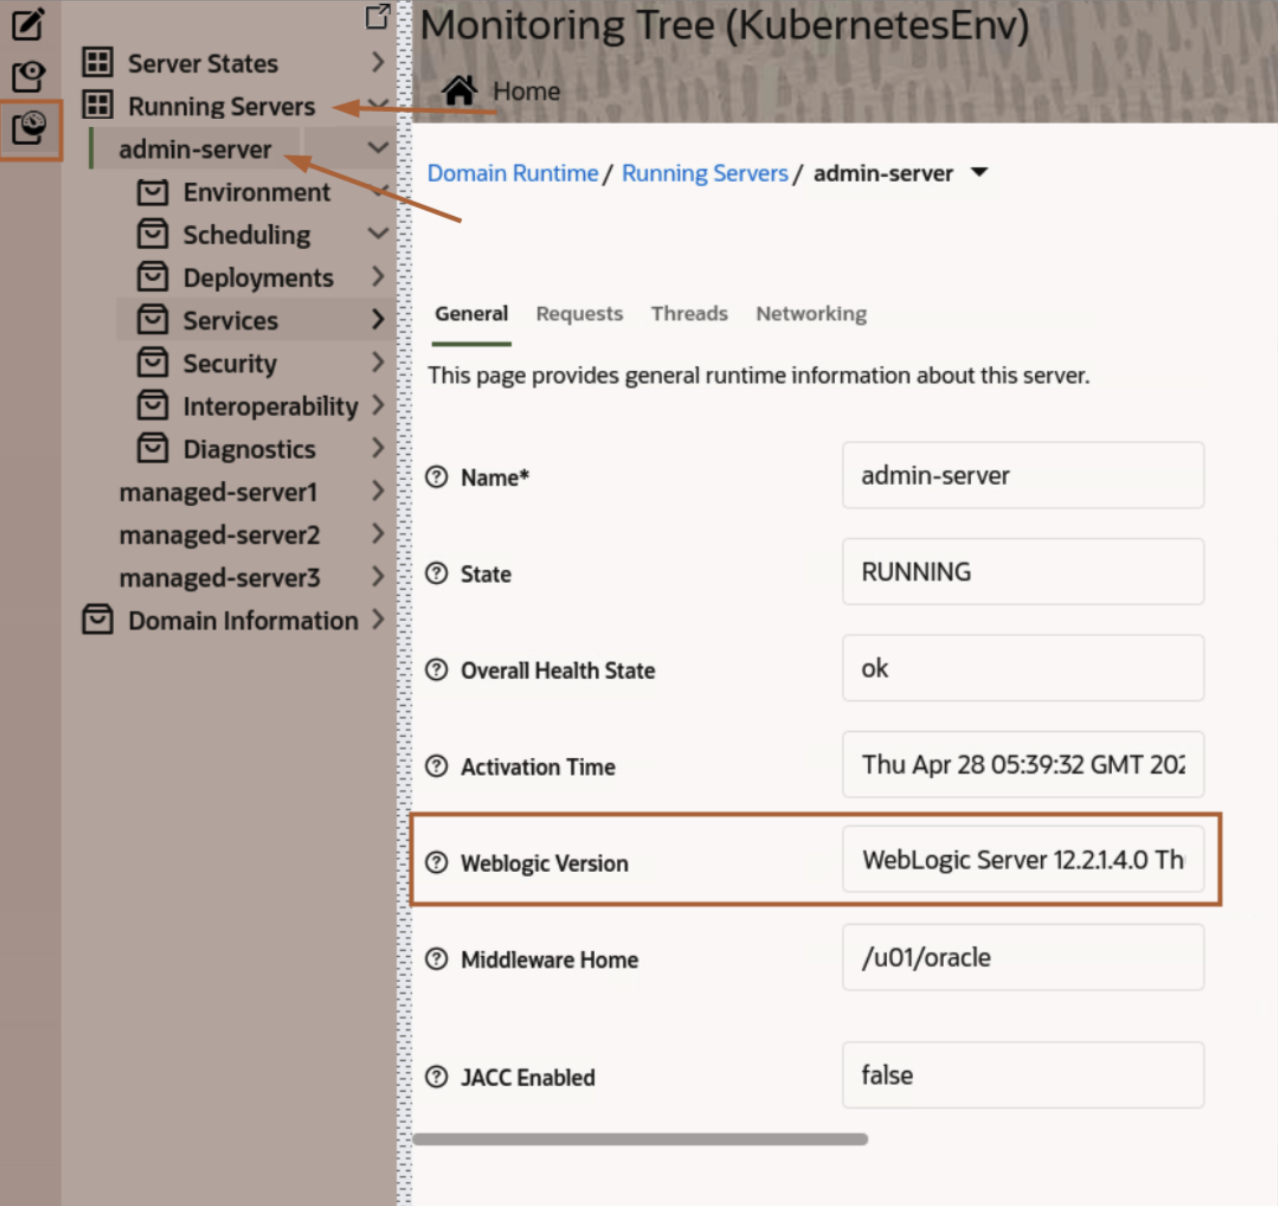 Monitoring Tree (KubernetesEnv)
Home
Server States
Running Servers
admin-server
Environment
Scheduling
Deployments
Services
Security
Interoperability
Diagnostics
managed-server1
managed-server2
managed-server3
Domain Information
Domain Runtime / Running Servers / admin-server
General Requests Threads Networking
This page provides general runtime information about this server.
Name* admin-server
State RUNNING
Overall Health State ok
Activation Time Thu Apr 28 05:39:32 GMT 202
Weblogic Version WebLogic Server 12.2.1.4.0 Th
Middleware Home /u01/oracle
JACC Enabled false